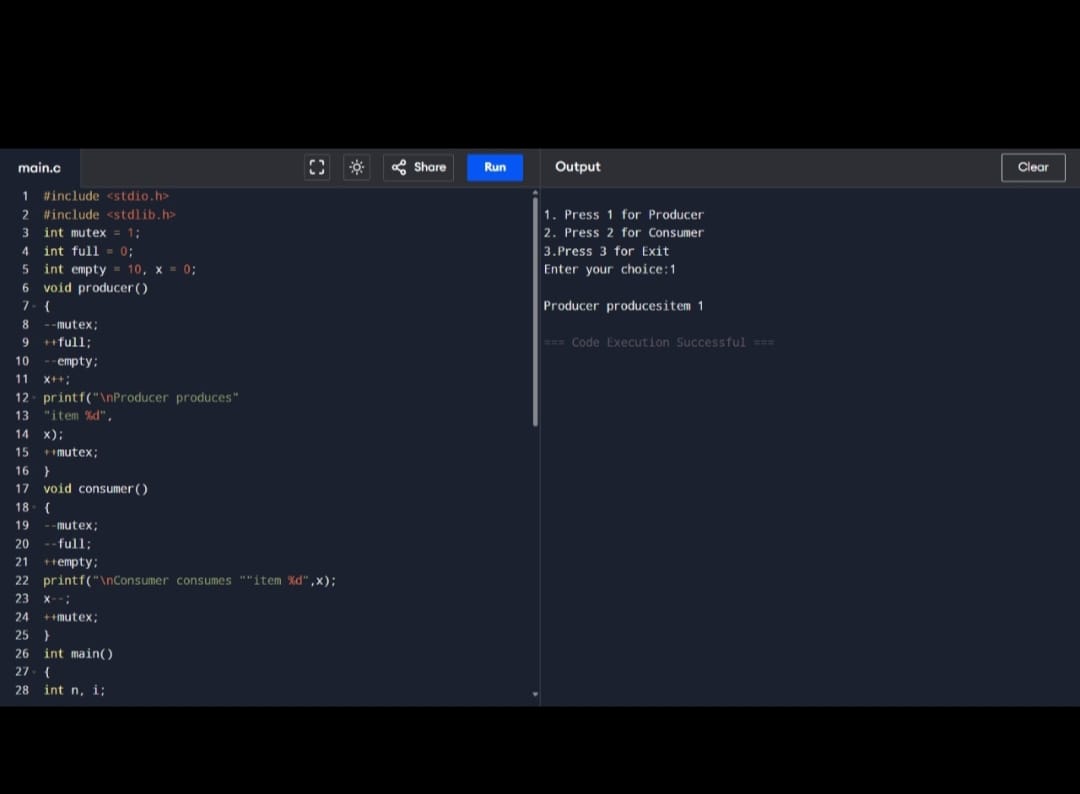 main.c
Share
Run
Output
Clear
1 #include <stdio.h>
2 #include <stdlib.h>
3 int mutex = 1;
4 int full = 0;
5 int empty = 10, x = 0;
6 void producer()
7 {
8 --mutex;
9 ++full;
10 --empty;
11 x++;
12 printf("\nProducer produces"
13 "item %d",
14 x);
15 ++mutex;
16 }
17 void consumer()
18 {
19 --mutex;
20 --full;
21 ++empty;
22 printf("\nConsumer consumes ""item %d",x);
23 x--;
24 ++mutex;
25 }
26 int main()
27 {
28 int n, i;
1. Press 1 for Producer
2. Press 2 for Consumer
3.Press 3 for Exit
Enter your choice:1
Producer producesitem 1
=== Code Execution Successful ===